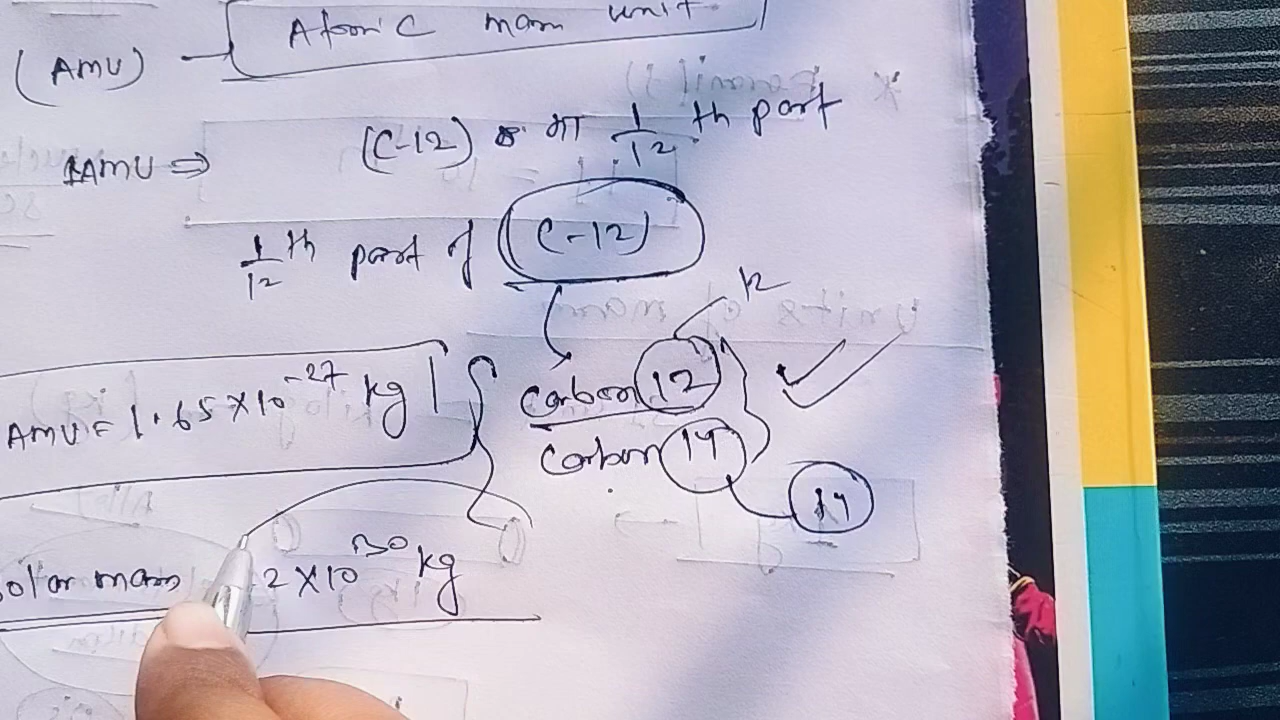 Atomic mass unit
(AMU)
1AMU ⇒ (C-12) का 1/12 th part
1/12 th part of (C-12)
12
Carbon 12
AMU = 1.65 × 10^-27 kg
Carbon 14
14
olar mass 2 × 10^30 kg